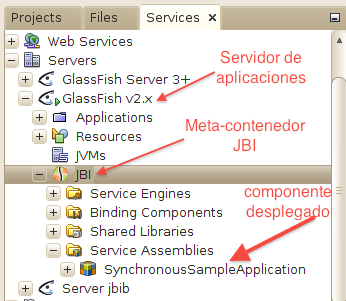 Projects Files Services
Web Services
Servers
GlassFish Server 3+
GlassFish v2.x
Applications
Resources
JVMs
JBI
Service Engines
Binding Components
Shared Libraries
Service Assemblies
SynchronousSampleApplication
Server jbib
Servidor de
aplicaciones
Meta-contenedor
JBI
componente
desplegado